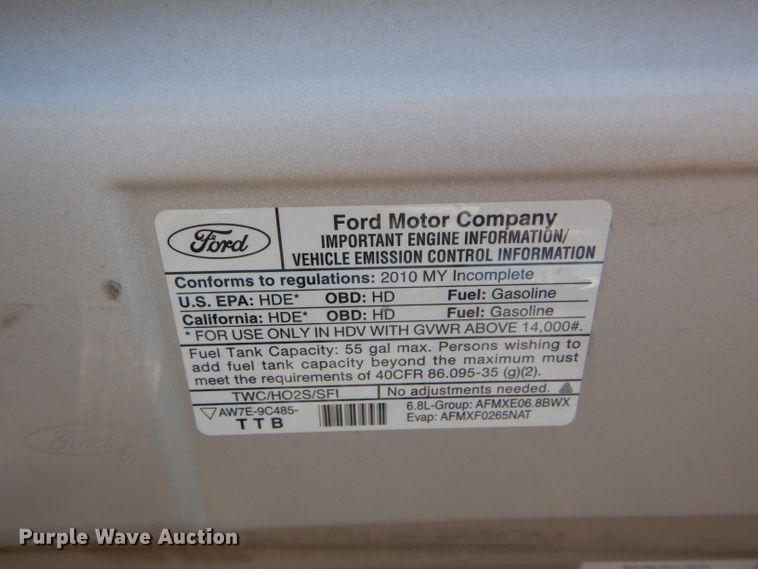 Ford
Ford Motor Company
IMPORTANT ENGINE INFORMATION/
VEHICLE EMISSION CONTROL INFORMATION
Conforms to regulations: 2010 MY Incomplete
U.S. EPA: HDE* OBD: HD Fuel: Gasoline
California: HDE* OBD: HD Fuel: Gasoline
* FOR USE ONLY IN HDV WITH GVWR ABOVE 14,000#.
Fuel Tank Capacity: 55 gal max. Persons wishing to
add fuel tank capacity beyond the maximum must
meet the requirements of 40CFR 86.095-35 (g)(2).
TWC/HO2S/SFI No adjustments needed.
AW7E-9C485-
TTB
6.8L-Group: AFMXE06.8BWX
Evap: AFMXF0265NAT
Ford
Purple Wave Auction